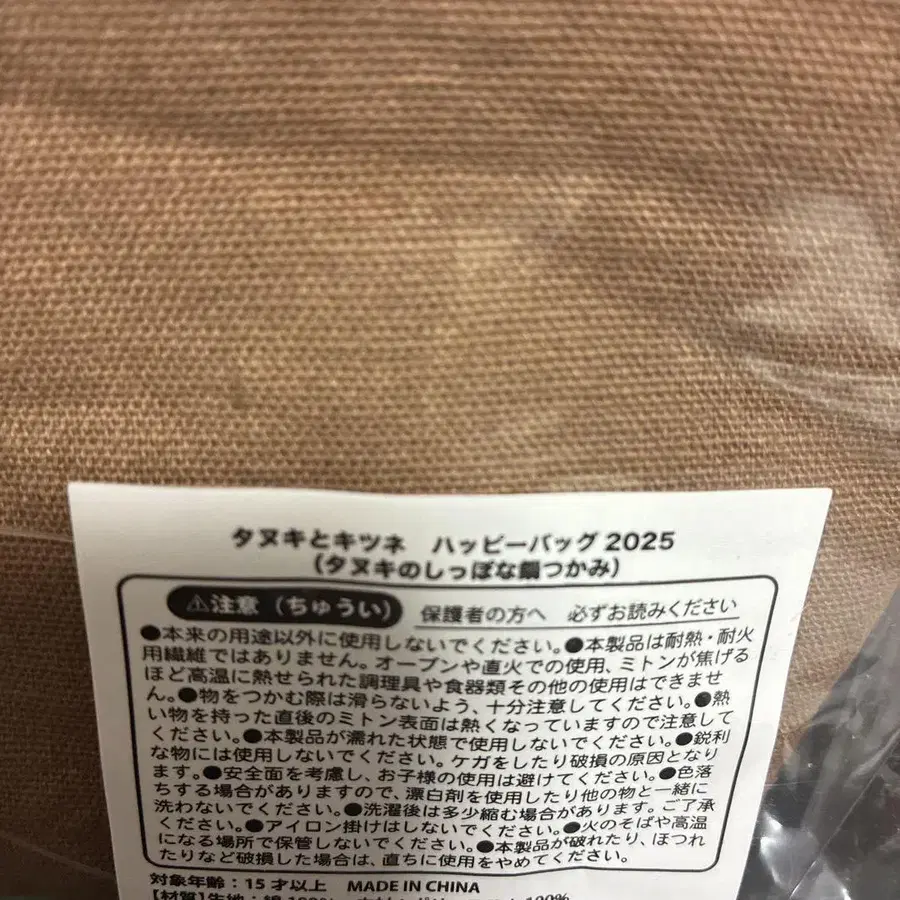 タヌキとキツネ ハッピーバッグ 2025
(タヌキのしっぽな鍋つかみ)
⚠注意(ちゅうい) 保護者の方へ 必ずお読みください
●本来の用途以外に使用しないでください。●本製品は耐熱・耐火
用繊維ではありません。オーブンや直火での使用、ミトンが焦げる
ほど高温に熱せられた調理具や食器類その他の使用はできませ
ん。●物をつかむ際は滑らないよう、十分注意してください。●熱
い物を持った直後のミトン表面は熱くなっていますので注意して
ください。●本製品が濡れた状態で使用しないでください。●鋭利
な物には使用しないでください。ケガをしたり破損の原因となり
ます。●安全面を考慮し、お子様の使用は避けてください。●色落
ちする場合がありますので、漂白剤を使用したり他の物と一緒に
洗わないでください。●洗濯後は多少縮む場合があります。ご了承
ください。●アイロン掛けはしないでください。●火のそばや高温
になる場所で保管しないでください。●本製品が破れたり、ほつれ
たりなど破損した場合は、直ちに使用をやめてください。
対象年齢:15才以上 MADE IN CHINA
【材質】生地:綿100%